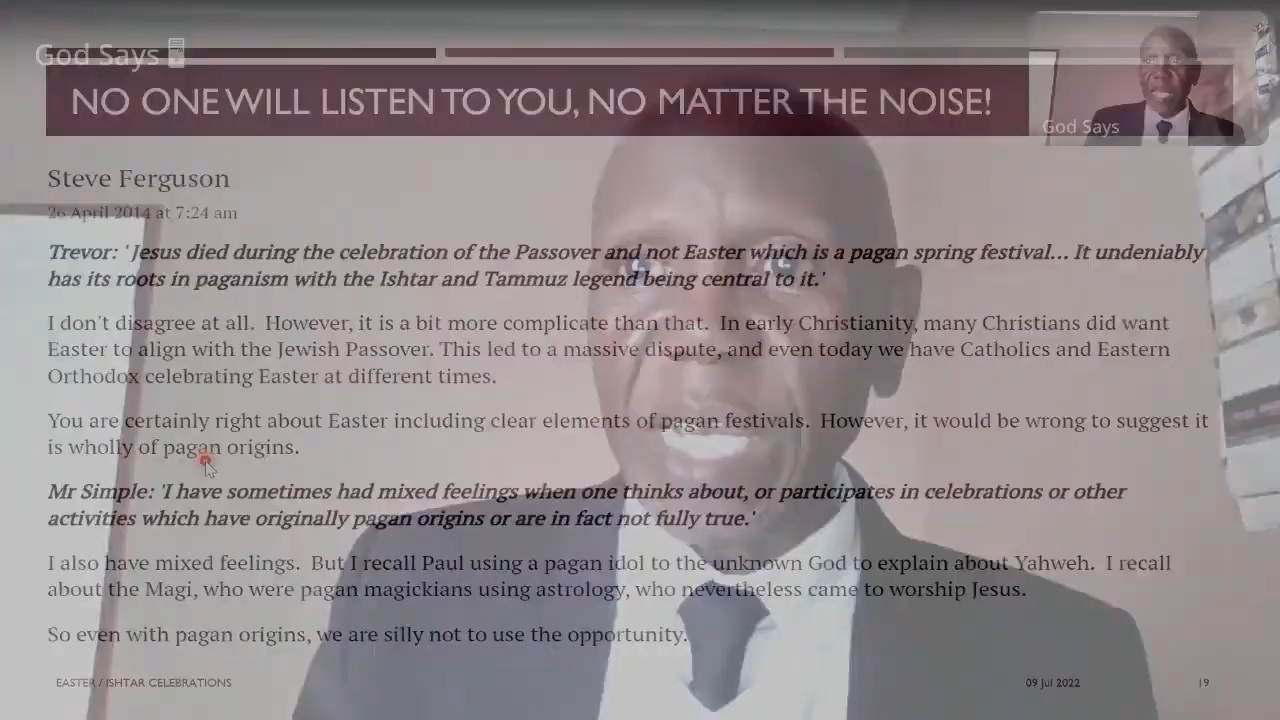 God Says
NO ONE WILL LISTEN TO YOU, NO MATTER THE NOISE!
God Says
Steve Ferguson
26 April 2014 at 7:24 am
Trevor: 'Jesus died during the celebration of the Passover and not Easter which is a pagan spring festival... It undeniably
has its roots in paganism with the Ishtar and Tammuz legend being central to it.'
I don't disagree at all. However, it is a bit more complicate than that. In early Christianity, many Christians did want
Easter to align with the Jewish Passover. This led to a massive dispute, and even today we have Catholics and Eastern
Orthodox celebrating Easter at different times.
You are certainly right about Easter including clear elements of pagan festivals. However, it would be wrong to suggest it
is wholly of pagan origins.
Mr Simple: 'I have sometimes had mixed feelings when one thinks about, or participates in celebrations or other
activities which have originally pagan origins or are in fact not fully true.'
I also have mixed feelings. But I recall Paul using a pagan idol to the unknown God to explain about Yahweh. I recall
about the Magi, who were pagan magickians using astrology, who nevertheless came to worship Jesus.
So even with pagan origins, we are silly not to use the opportunity.
EASTER / ISHTAR CELEBRATIONS
09 Jul 2022
19